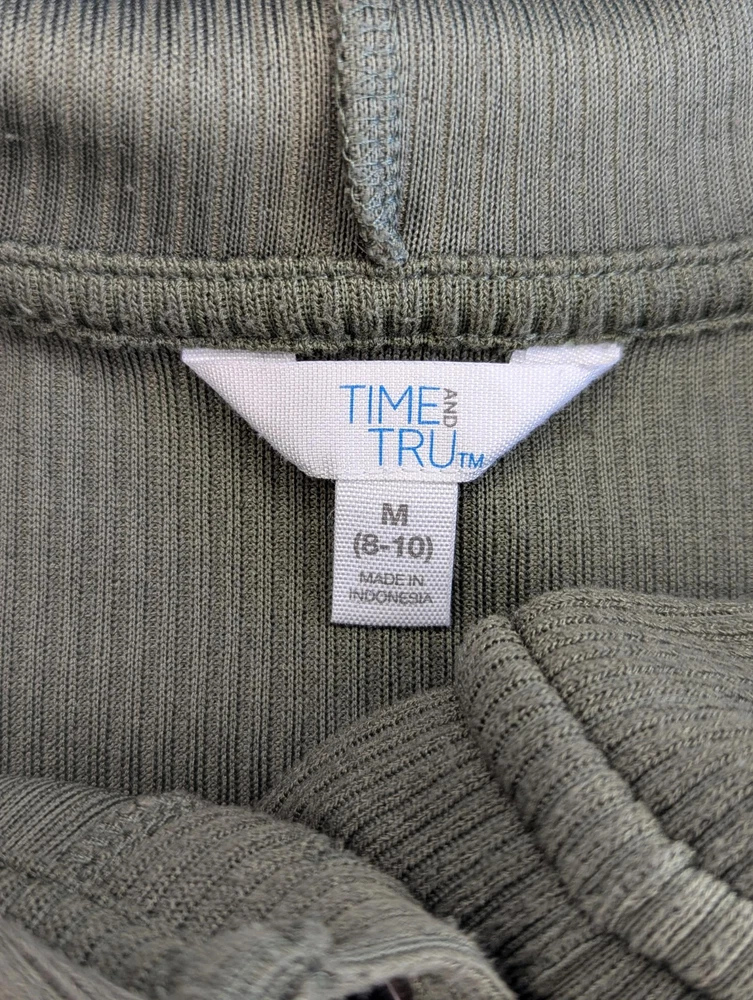 TIME AND
TRU™
M
(8-10)
MADE IN
INDONESIA